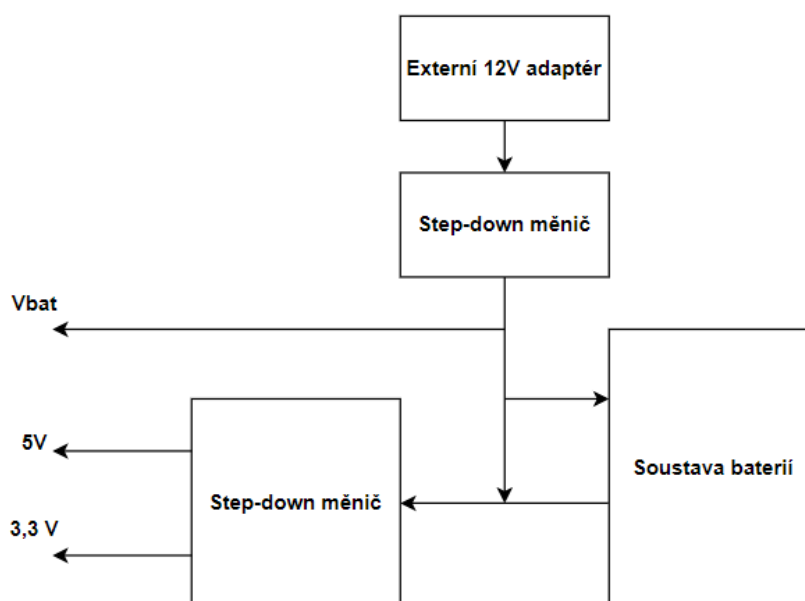 Externí 12V adaptér
Step-down měnič
Vbat
5V
Step-down měnič
Soustava baterií
3,3 V